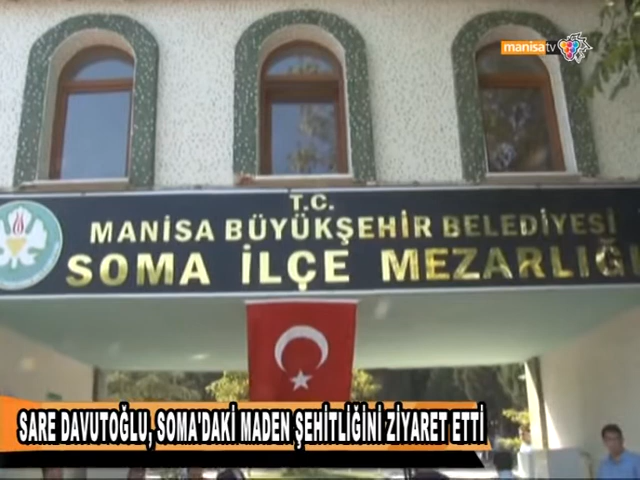 manisatv
T.C.
MANİSA BÜYÜKŞEHİR BELEDİYESİ
SOMA İLÇE MEZARLIĞI
SARE DAVUTOĞLU, SOMA'DAKİ MADEN ŞEHİTLİĞİNİ ZİYARET ETTİ